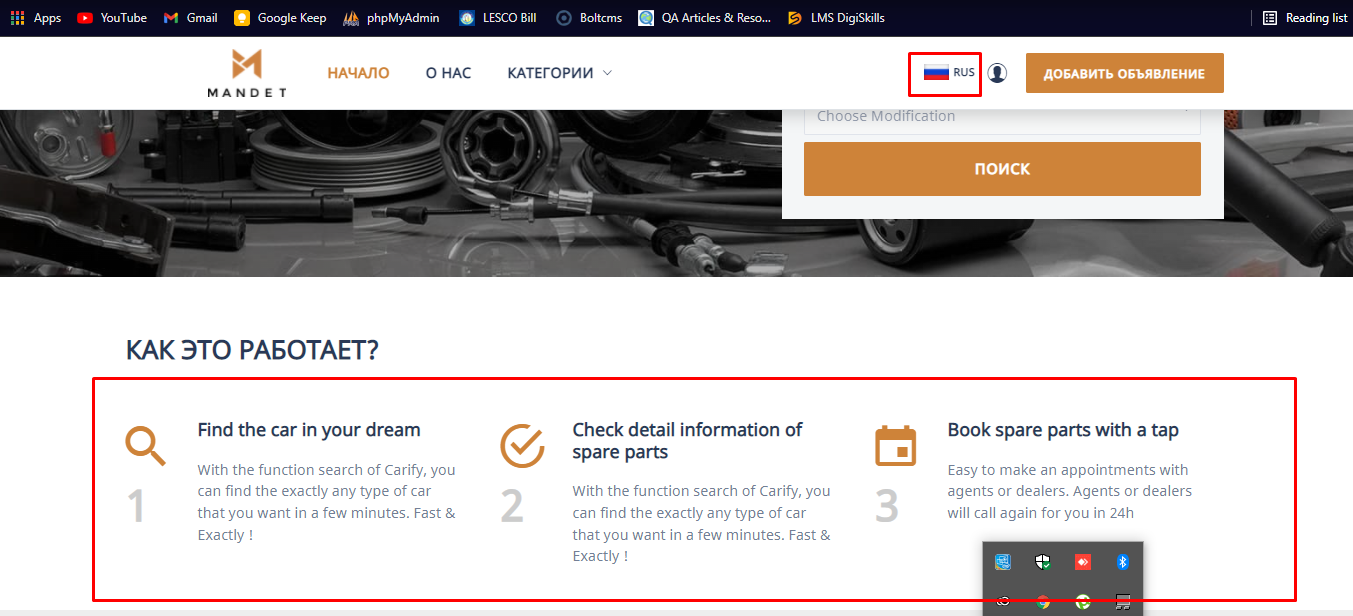 Apps YouTube Gmail Google Keep phpMyAdmin LESCO Bill Boltcms QA Articles & Reso... LMS DigiSkills Reading list
MANDET
НАЧАЛО О НАС КАТЕГОРИИ RUS ДОБАВИТЬ ОБЪЯВЛЕНИЕ
Choose Modification
ПОИСК
КАК ЭТО РАБОТАЕТ?
1
Find the car in your dream
With the function search of Carify, you
can find the exactly any type of car
that you want in a few minutes. Fast &
Exactly !
2
Check detail information of
spare parts
With the function search of Carify, you
can find the exactly any type of car
that you want in a few minutes. Fast &
Exactly !
3
Book spare parts with a tap
Easy to make an appointments with
agents or dealers. Agents or dealers
will call again for you in 24h